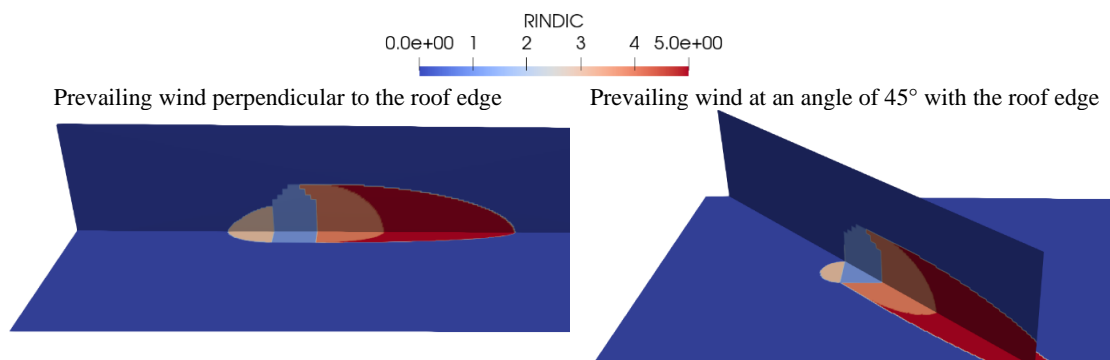 RINDIC
0.0e+00 1 2 3 4 5.0e+00
Prevailing wind perpendicular to the roof edge
Prevailing wind at an angle of 45° with the roof edge